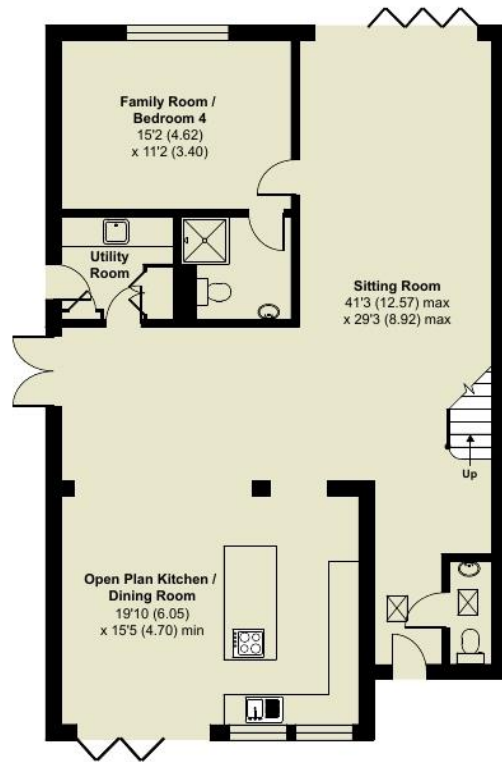 Family Room /
Bedroom 4
15'2 (4.62)
x 11'2 (3.40)
Utility
Room
Sitting Room
41'3 (12.57) max
x 29'3 (8.92) max
Up
Open Plan Kitchen /
Dining Room
19'10 (6.05)
x 15'5 (4.70) min